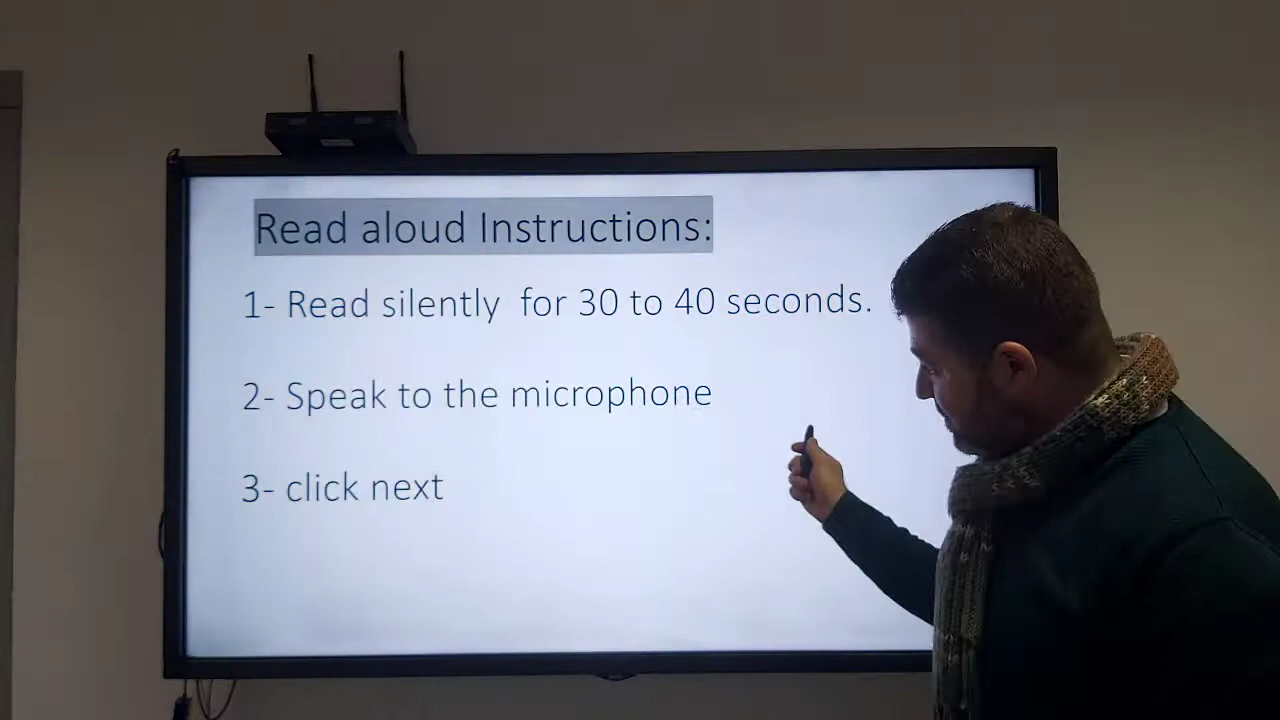 Read aloud Instructions:
1- Read silently for 30 to 40 seconds.
2- Speak to the microphone
3- click next